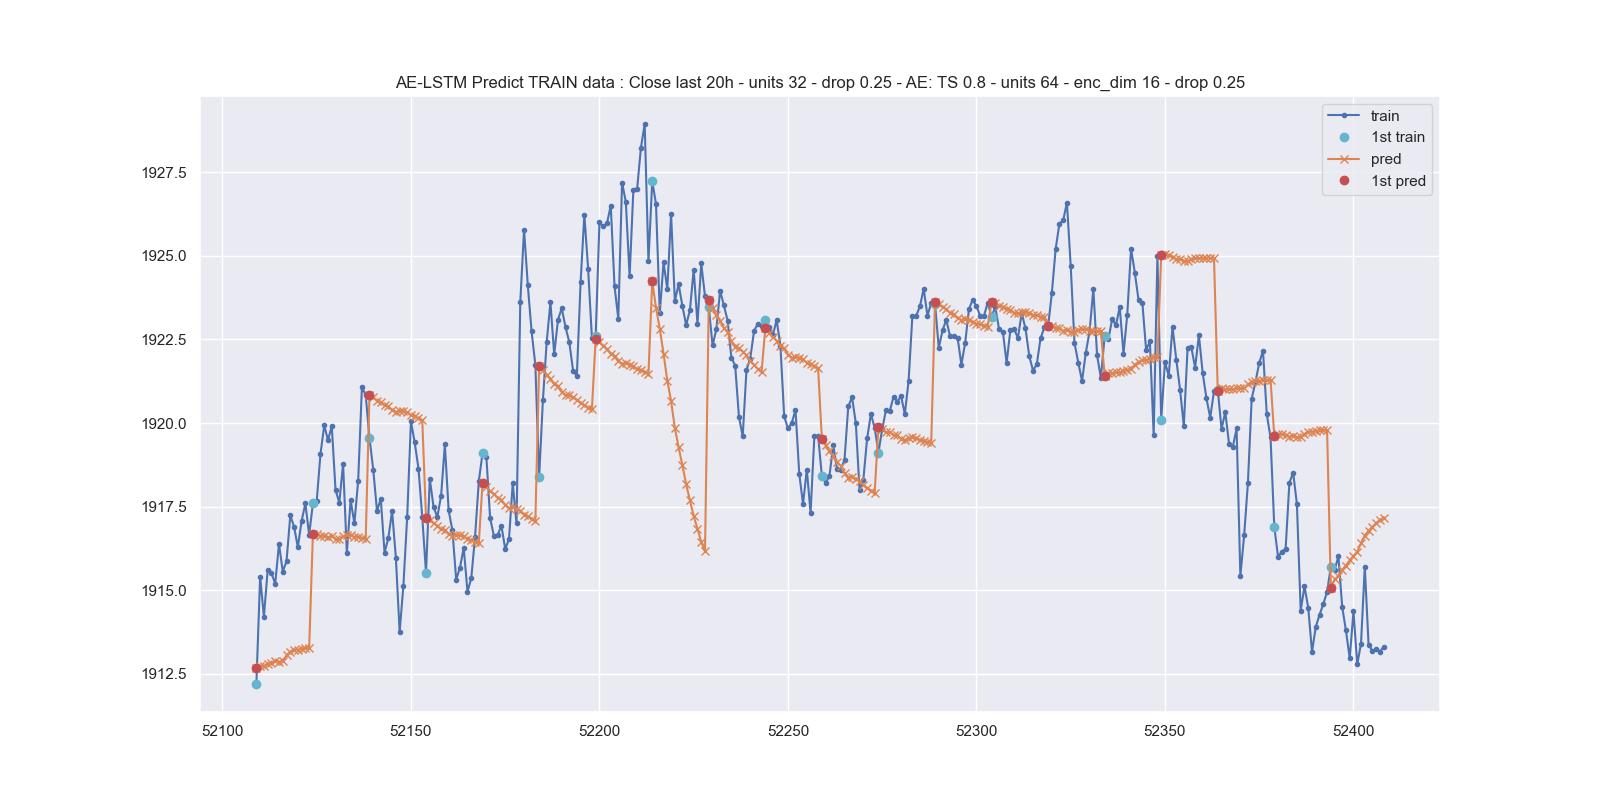 AE-LSTM Predict TRAIN data : Close last 20h - units 32 - drop 0.25 - AE: TS 0.8 - units 64 - enc_dim 16 - drop 0.25
train
1st train
pred
1st pred
1927.5
1925.0
1922.5
1920.0
1917.5
1915.0
1912.5
52100
52150
52200
52250
52300
52350
52400